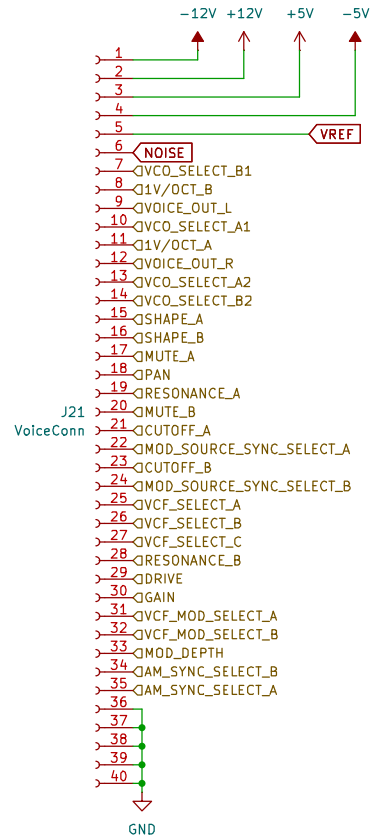 -12V +12V +5V -5V
1
2
3
4
5 VREF
6 NOISE
7 VCO_SELECT_B1
8 1V/OCT_B
9 VOICE_OUT_L
10 VCO_SELECT_A1
11 1V/OCT_A
12 VOICE_OUT_R
13 VCO_SELECT_A2
14 VCO_SELECT_B2
15 SHAPE_A
16 SHAPE_B
17 MUTE_A
18 PAN
19 RESONANCE_A
J21 20 MUTE_B
VoiceConn 21 CUTOFF_A
22 MOD_SOURCE_SYNC_SELECT_A
23 CUTOFF_B
24 MOD_SOURCE_SYNC_SELECT_B
25 VCF_SELECT_A
26 VCF_SELECT_B
27 VCF_SELECT_C
28 RESONANCE_B
29 DRIVE
30 GAIN
31 VCF_MOD_SELECT_A
32 VCF_MOD_SELECT_B
33 MOD_DEPTH
34 AM_SYNC_SELECT_B
35 AM_SYNC_SELECT_A
36
37
38
39
40
GND